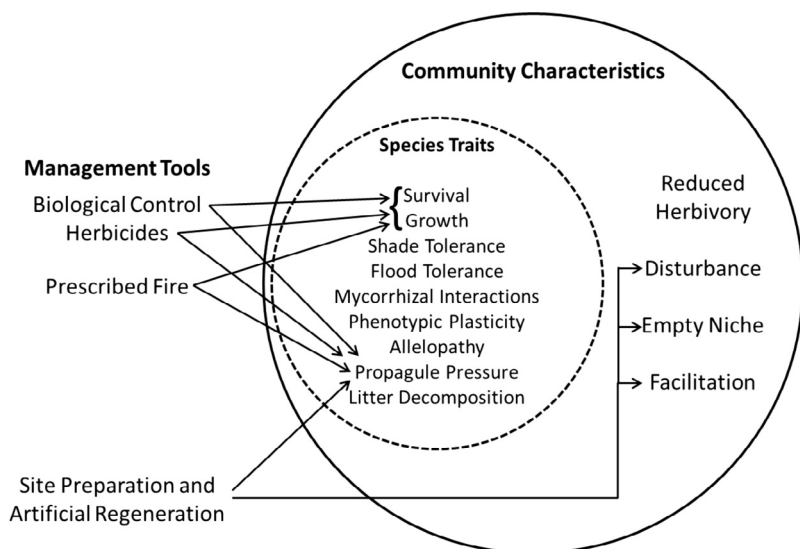 Community Characteristics
Species Traits
Management Tools
Biological Control
Herbicides
Prescribed Fire
Site Preparation and
Artificial Regeneration
Survival
Growth
Shade Tolerance
Flood Tolerance
Mycorrhizal Interactions
Phenotypic Plasticity
Allelopathy
Propagule Pressure
Litter Decomposition
Reduced
Herbivory
Disturbance
Empty Niche
Facilitation